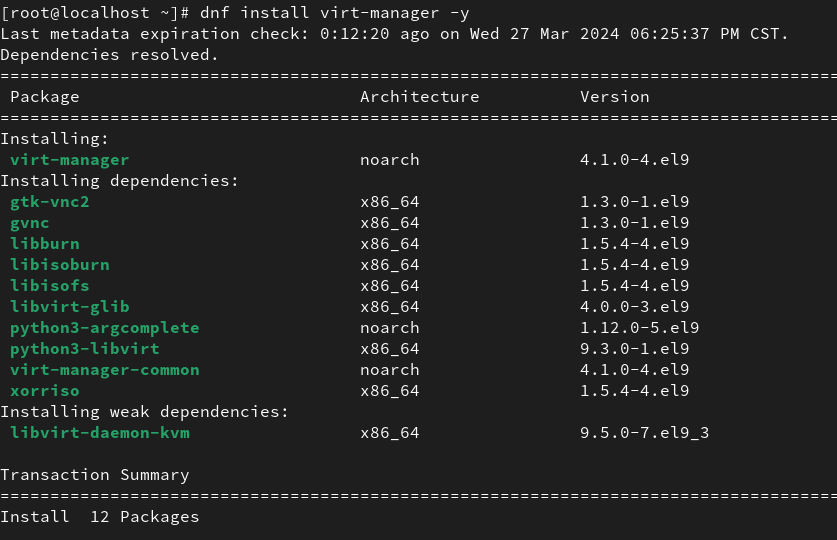 [root@localhost ~]# dnf install virt-manager -y
Last metadata expiration check: 0:12:20 ago on Wed 27 Mar 2024 06:25:37 PM CST.
Dependencies resolved.
================================================================================
 Package                            Architecture          Version
================================================================================
Installing:
 virt-manager                       noarch                4.1.0-4.el9
Installing dependencies:
 gtk-vnc2                           x86_64                1.3.0-1.el9
 gvnc                               x86_64                1.3.0-1.el9
 libburn                            x86_64                1.5.4-4.el9
 libisoburn                         x86_64                1.5.4-4.el9
 libisofs                           x86_64                1.5.4-4.el9
 libvirt-glib                       x86_64                4.0.0-3.el9
 python3-argcomplete                noarch                1.12.0-5.el9
 python3-libvirt                    x86_64                9.3.0-1.el9
 virt-manager-common                noarch                4.1.0-4.el9
 xorriso                            x86_64                1.5.4-4.el9
Installing weak dependencies:
 libvirt-daemon-kvm                 x86_64                9.5.0-7.el9_3
Transaction Summary
================================================================================
Install  12 Packages